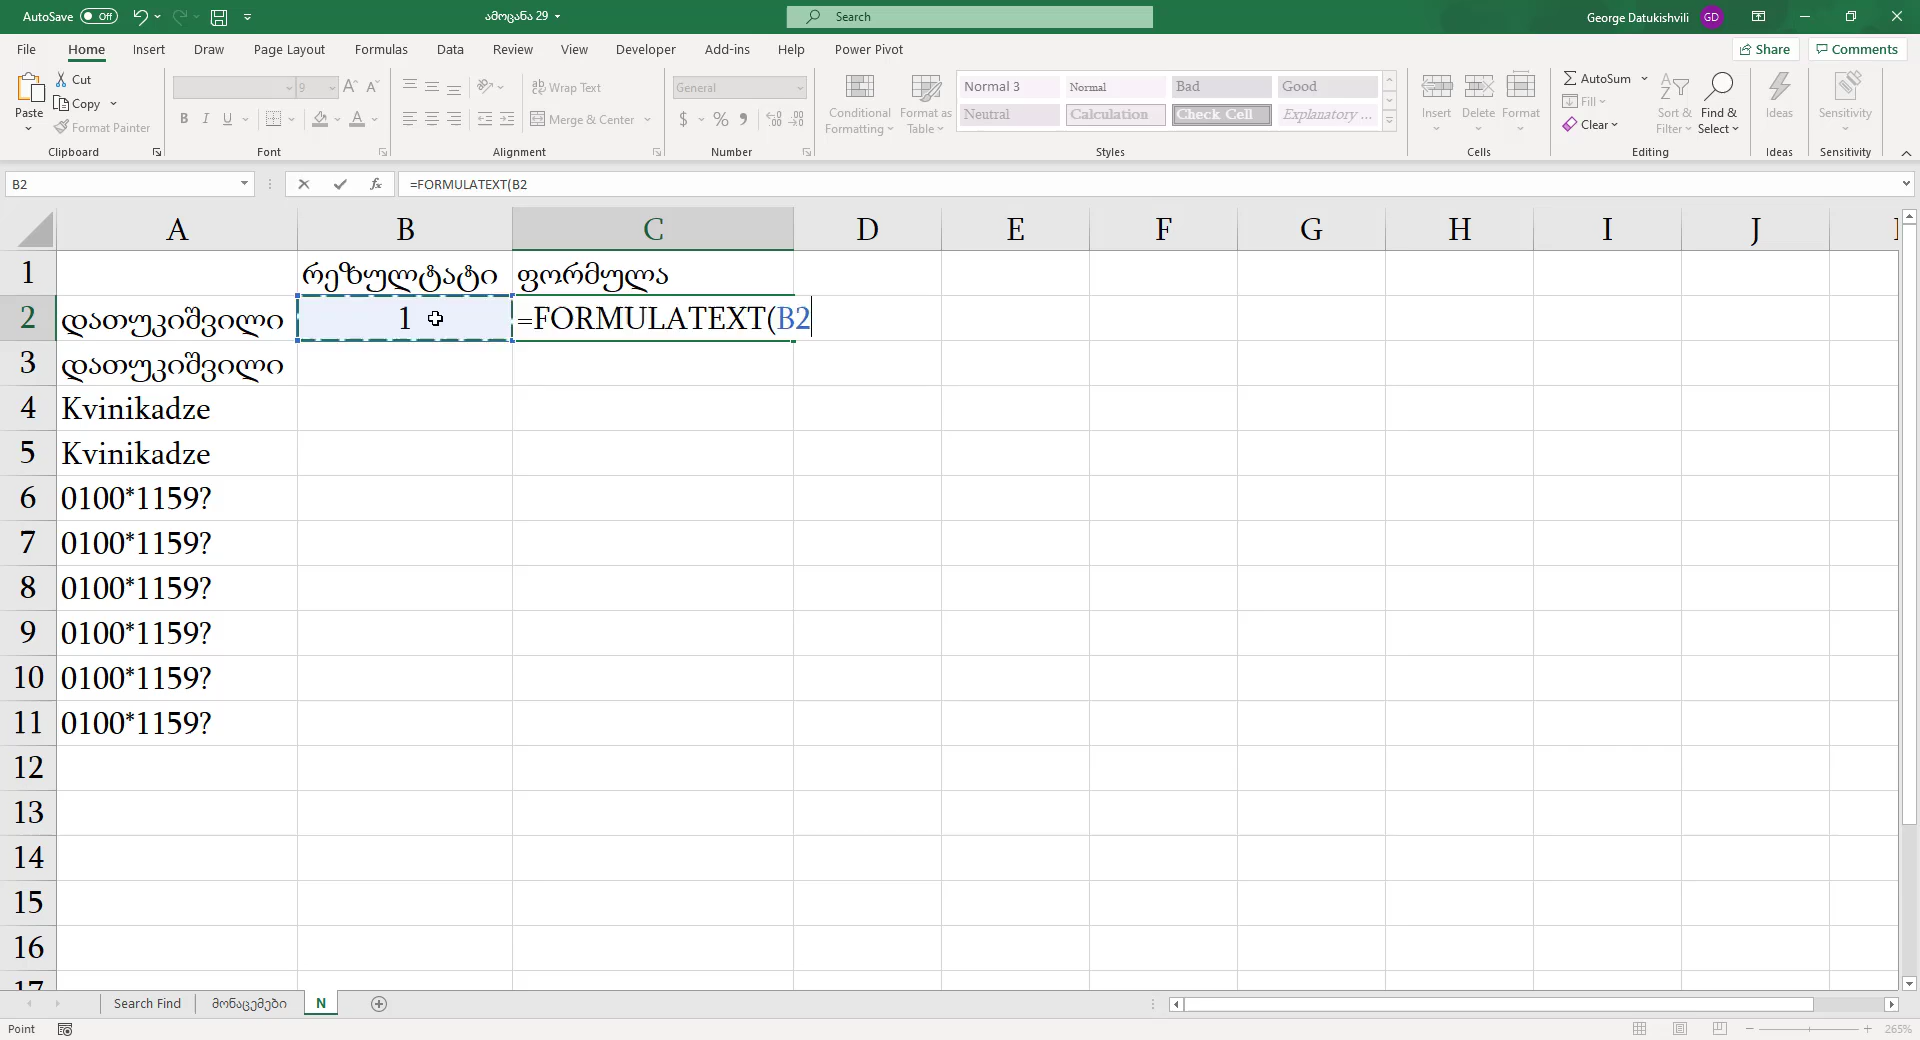 AutoSave Off ამოცანა 29 Search George Datukishvili GD
File Home Insert Draw Page Layout Formulas Data Review View Developer Add-ins Help Power Pivot Share Comments
Paste Cut Copy Format Painter
Clipboard
9
B I U
Font
Wrap Text
Merge & Center
Alignment
General
$ % 9
Number
Conditional Formatting
Format as Table
Normal 3 Normal Bad Good
Neutral Calculation Check Cell Explanatory ...
Styles
Insert Delete Format
Cells
AutoSum
Fill
Clear
Sort & Filter
Find & Select
Editing
Ideas
Ideas
Sensitivity
Sensitivity
B2 fx =FORMULATEXT(B2
A B C D E F G H I J
1 რეზულტატი ფორმულა
2 დათუკიშვილი 1 =FORMULATEXT(B2
3 დათუკიშვილი
4 Kvinikadze
5 Kvinikadze
6 0100*1159?
7 0100*1159?
8 0100*1159?
9 0100*1159?
10 0100*1159?
11 0100*1159?
12
13
14
15
16
17
Search Find მონაცემები N
Point 265%